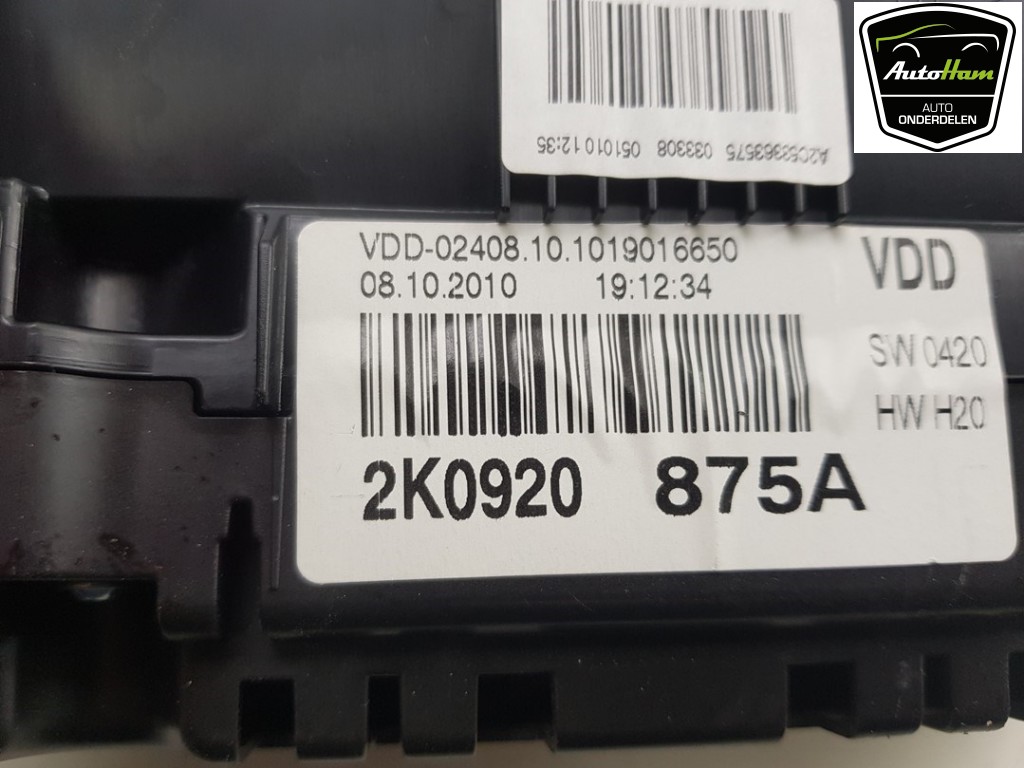 A2C53363575 033308 051010 12:35
AutoHam
AUTO
ONDERDELEN
VDD-02408.10.1019016650
08.10.2010 19:12:34
VDD
SW 0420
HW H20
2K0920 875A